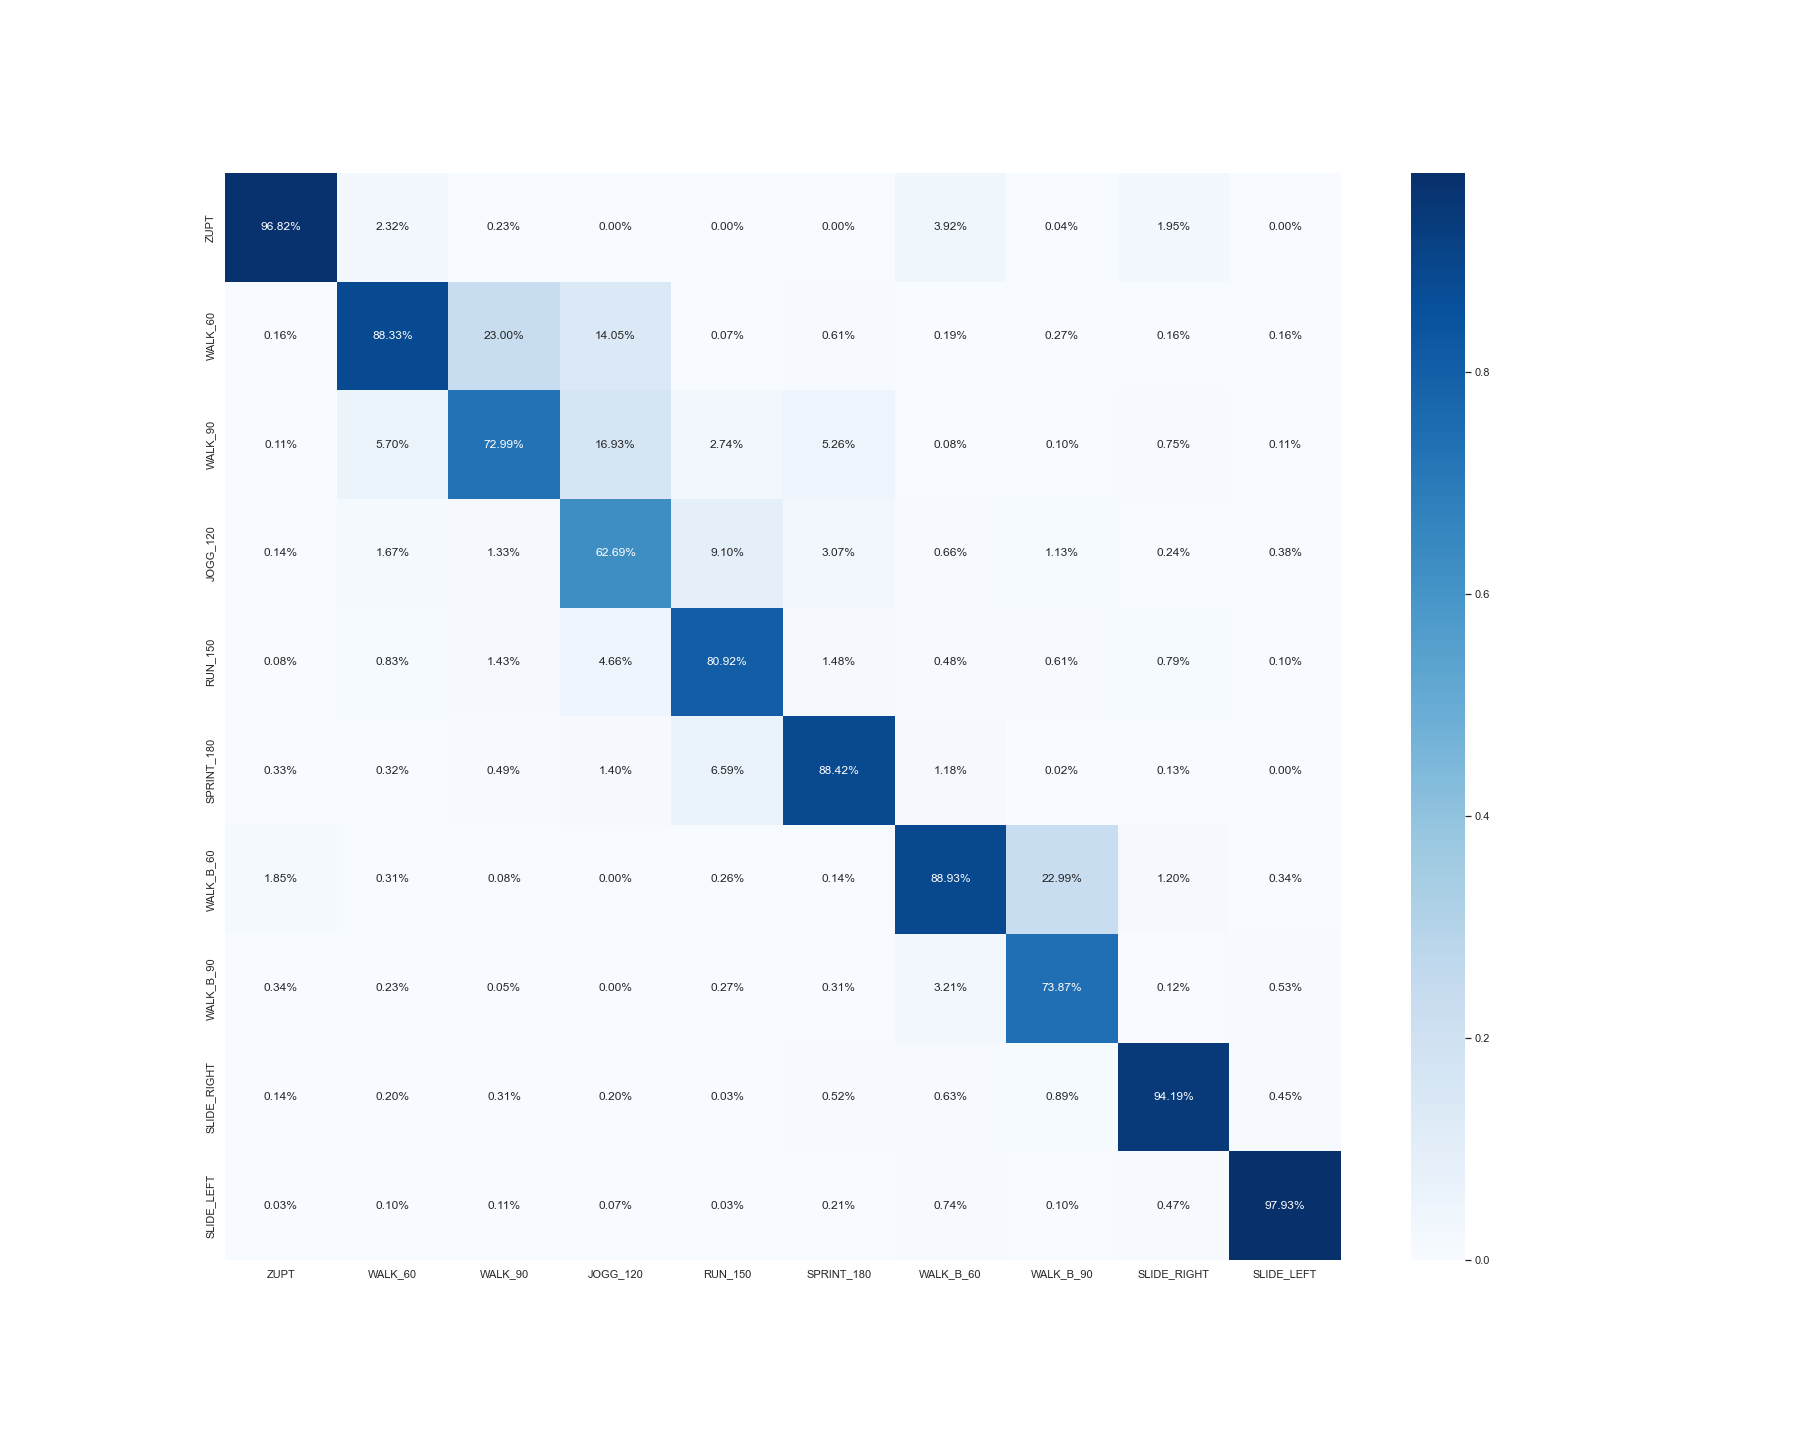 ZUPT 96.82% 2.32% 0.23% 0.00% 0.00% 0.00% 3.92% 0.04% 1.95% 0.00%
WALK_60 0.16% 88.33% 23.00% 14.05% 0.07% 0.61% 0.19% 0.27% 0.16% 0.16%
0.8
WALK_90 0.11% 5.70% 72.99% 16.93% 2.74% 5.26% 0.08% 0.10% 0.75% 0.11%
JOGG_120 0.14% 1.67% 1.33% 62.69% 9.10% 3.07% 0.66% 1.13% 0.24% 0.38%
0.6
RUN_150 0.08% 0.83% 1.43% 4.66% 80.92% 1.48% 0.48% 0.61% 0.79% 0.10%
SPRINT_180 0.33% 0.32% 0.49% 1.40% 6.59% 88.42% 1.18% 0.02% 0.13% 0.00%
0.4
WALK_B_60 1.85% 0.31% 0.08% 0.00% 0.26% 0.14% 88.93% 22.99% 1.20% 0.34%
WALK_B_90 0.34% 0.23% 0.05% 0.00% 0.27% 0.31% 3.21% 73.87% 0.12% 0.53%
0.2
SLIDE_RIGHT 0.14% 0.20% 0.31% 0.20% 0.03% 0.52% 0.63% 0.89% 94.19% 0.45%
SLIDE_LEFT 0.03% 0.10% 0.11% 0.07% 0.03% 0.21% 0.74% 0.10% 0.47% 97.93%
0.0
ZUPT WALK_60 WALK_90 JOGG_120 RUN_150 SPRINT_180 WALK_B_60 WALK_B_90 SLIDE_RIGHT SLIDE_LEFT